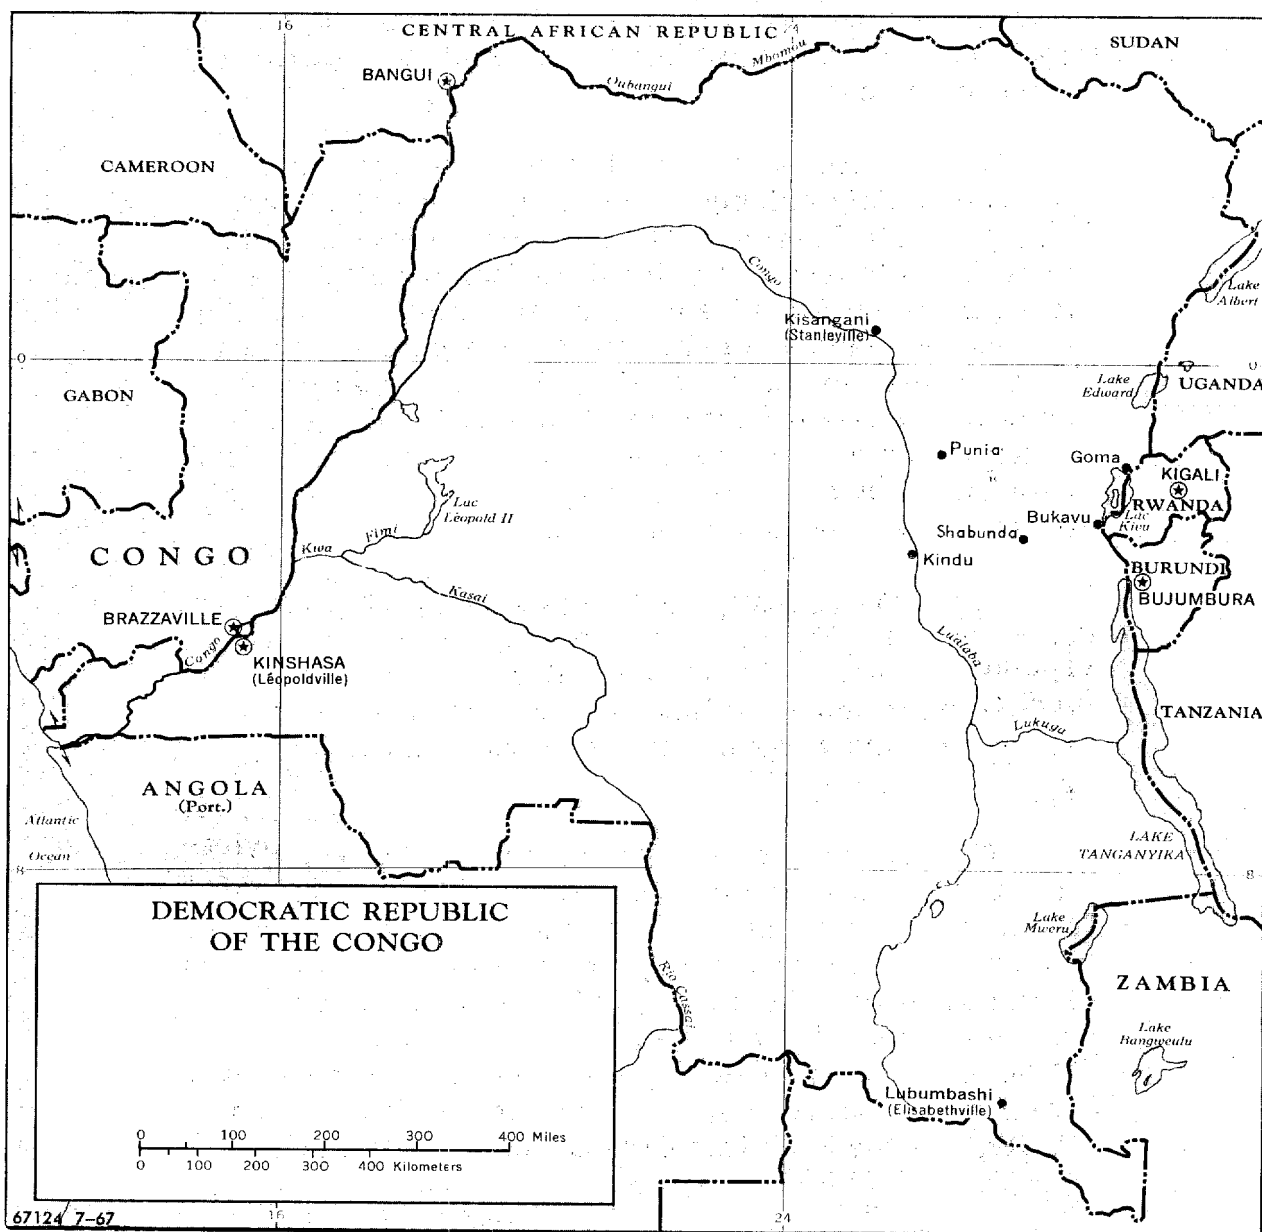 16
24
CENTRAL AFRICAN REPUBLIC
SUDAN
BANGUI
Oubangui
Mbomou
CAMEROON
Congo
Lake
Albert
Kisangani
(Stanleyville)
0
0
GABON
Lake
Edward
UGANDA
Punia
Goma
KIGALI
RWANDA
Lac
Léopold II
Bukavu
Lac
Kivu
Shabunda
CONGO
Kwa
Fimi
Kindu
BURUNDI
Kasai
BUJUMBURA
BRAZZAVILLE
Congo
KINSHASA
(Léopoldville)
Lualaba
TANZANIA
Lukuga
ANGOLA
(Port.)
Atlantic
Ocean
LAKE
TANGANYIKA
8
8
DEMOCRATIC REPUBLIC
OF THE CONGO
Lake
Mweru
Rio Cassai
ZAMBIA
Lake
Bangweulu
Lubumbashi
(Elisabethville)
0 100 200 300 400 Miles
0 100 200 300 400 Kilometers
67124 7-67
16
24